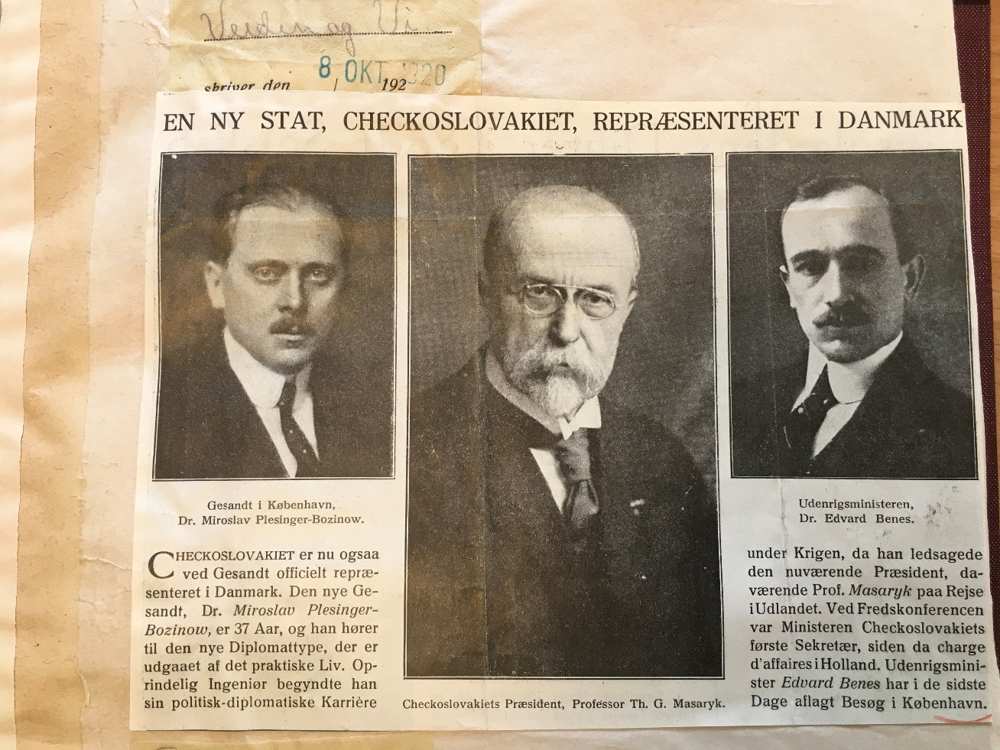 Verden og Vi
8 OKT. 1920
skriver den / 192
EN NY STAT, CHECKOSLOVAKIET, REPRÆSENTERET I DANMARK
Gesandt i København,
Dr. Miroslav Plesinger-Bozinow.
Udenrigsministeren,
Dr. Edvard Benes.
CHECKOSLOVAKIET er nu ogsaa
ved Gesandt officielt repræ-
senteret i Danmark. Den nye Ge-
sandt, Dr. Miroslav Plesinger-
Bozinow, er 37 Aar, og han hører
til den nye Diplomattype, der er
udgaaet af det praktiske Liv. Op-
rindelig Ingeniør begyndte han
sin politisk-diplomatiske Karrière
Checkoslovakiets Præsident, Professor Th. G. Masaryk.
under Krigen, da han ledsagede
den nuværende Præsident, da-
værende Prof. Masaryk paa Rejse
i Udlandet. Ved Fredskonferencen
var Ministeren Checkoslovakiets
første Sekretær, siden da charge
d'affaires i Holland. Udenrigsmini-
ster Edvard Benes har i de sidste
Dage aflagt Besøg i København.